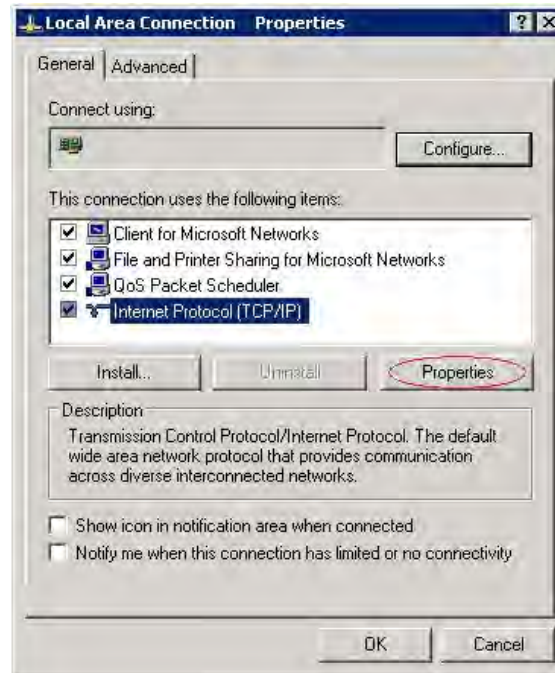 Local Area Connection Properties
General
Advanced
Connect using:
Configure...
This connection uses the following items:
Client for Microsoft Networks
File and Printer Sharing for Microsoft Networks
QoS Packet Scheduler
Internet Protocol (TCP/IP)
Install...
Uninstall
Properties
Description
Transmission Control Protocol/Internet Protocol. The default
wide area network protocol that provides communication
across diverse interconnected networks.
Show icon in notification area when connected
Notify me when this connection has limited or no connectivity
OK
Cancel